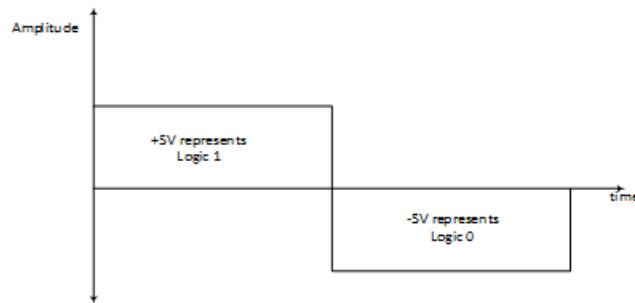 Amplitude
+5V represents
Logic 1
time
-5V represents
Logic 0